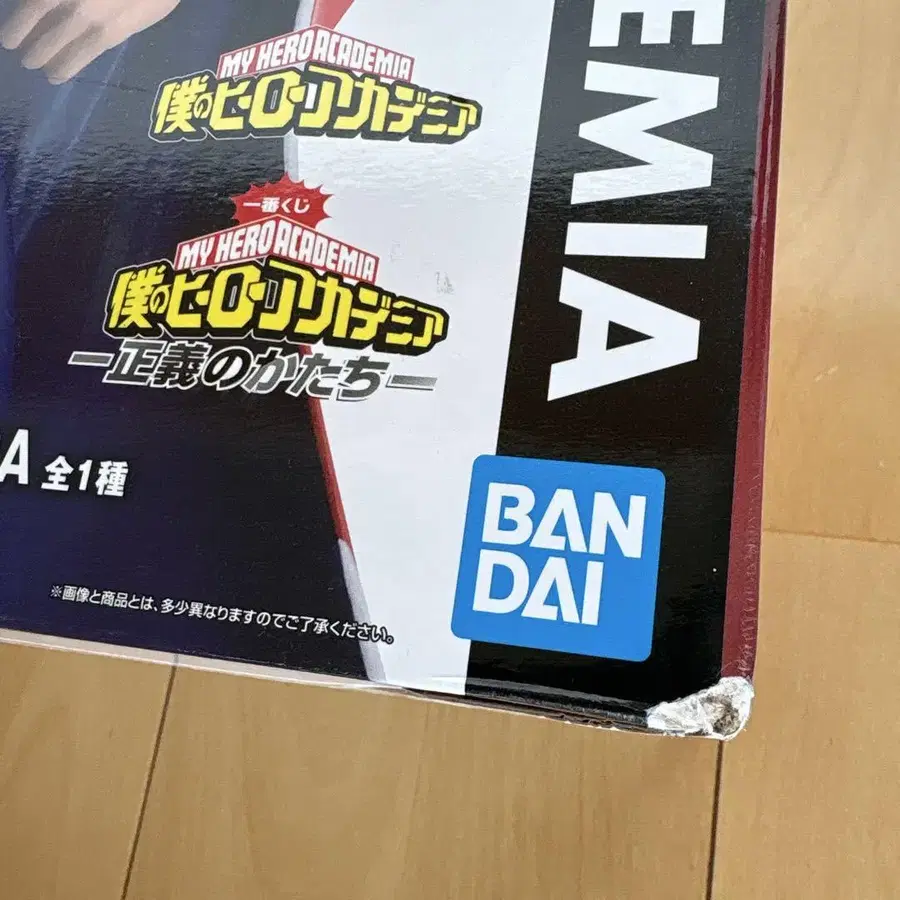 MY HERO ACADEMIA
僕のヒーローアカデミア
一番くじ
MY HERO ACADEMIA
僕のヒーローアカデミア
―正義のかたち―
A 全1種
※画像と商品とは、多少異なりますのでご了承ください。
EMIA
BAN
DAI